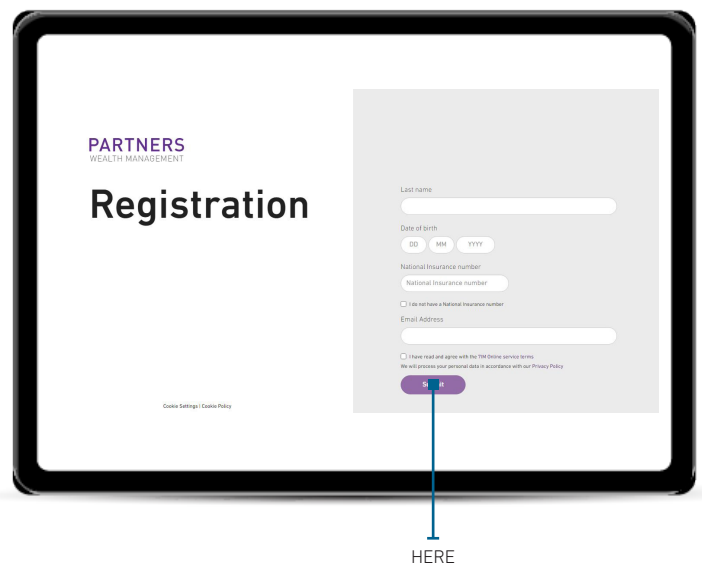 PARTNERS
WEALTH MANAGEMENT
Registration
Last name
Date of birth
DD MM YYYY
National Insurance number
National Insurance number
I do not have a National Insurance number
Email Address
I have read and agree with the TIM Online service terms.
We will process your personal data in accordance with our Privacy Policy
Cookie Settings | Cookie Policy
HERE